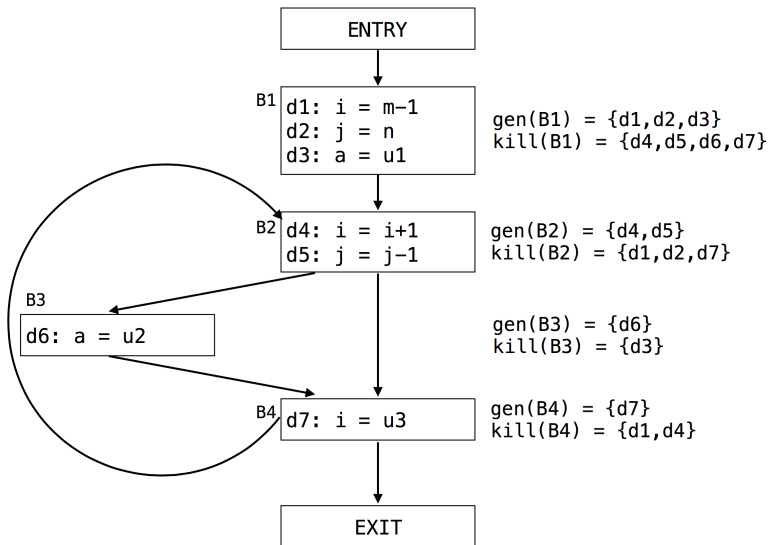 ENTRY
B1
d1: i = m-1
d2: j = n
d3: a = u1
gen(B1) = {d1,d2,d3}
kill(B1) = {d4,d5,d6,d7}
B2
d4: i = i+1
d5: j = j-1
gen(B2) = {d4,d5}
kill(B2) = {d1,d2,d7}
B3
d6: a = u2
gen(B3) = {d6}
kill(B3) = {d3}
B4
d7: i = u3
gen(B4) = {d7}
kill(B4) = {d1,d4}
EXIT